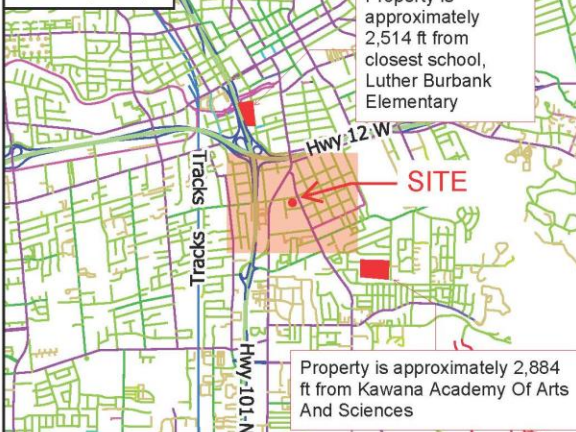 Property is
approximately
2,514 ft from
closest school,
Luther Burbank
Elementary
Hwy 12 W
Tracks
SITE
Tracks
Hwy 101 N
Property is approximately 2,884
ft from Kawana Academy Of Arts
And Sciences